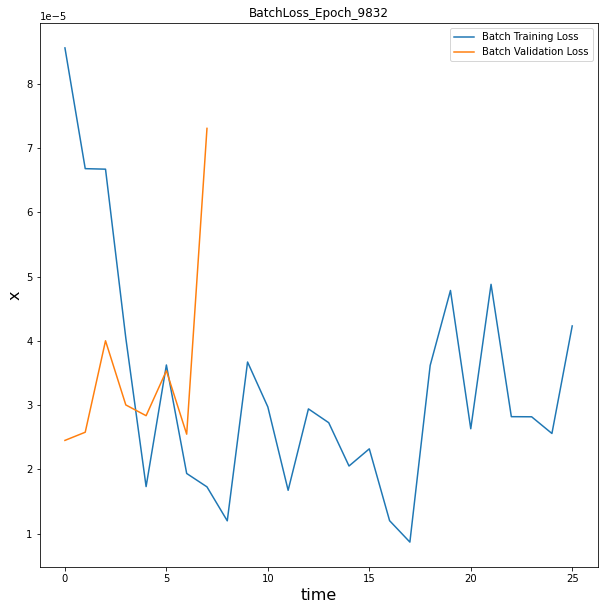 BatchLoss_Epoch_9832
1e−5
Batch Training Loss
Batch Validation Loss
8
7
6
5
4
3
2
1
x
0 5 10 15 20 25
time